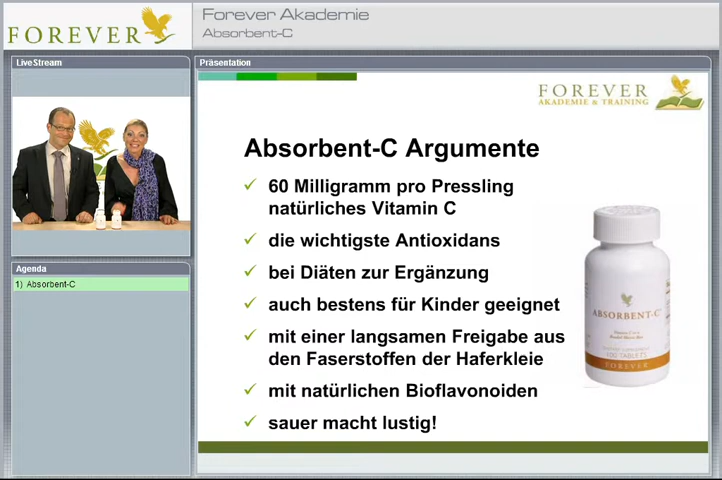 FOREVER
Forever Akademie
Absorbent-C
LiveStream
Agenda
1) Absorbent-C
Präsentation
FOREVER
AKADEMIE & TRAINING
Absorbent-C Argumente
60 Milligramm pro Pressling
natürliches Vitamin C
die wichtigste Antioxidans
bei Diäten zur Ergänzung
auch bestens für Kinder geeignet
mit einer langsamen Freigabe aus
den Faserstoffen der Haferkleie
mit natürlichen Bioflavonoiden
sauer macht lustig!
ABSORBENT-C
100 TABLETS
FOREVER